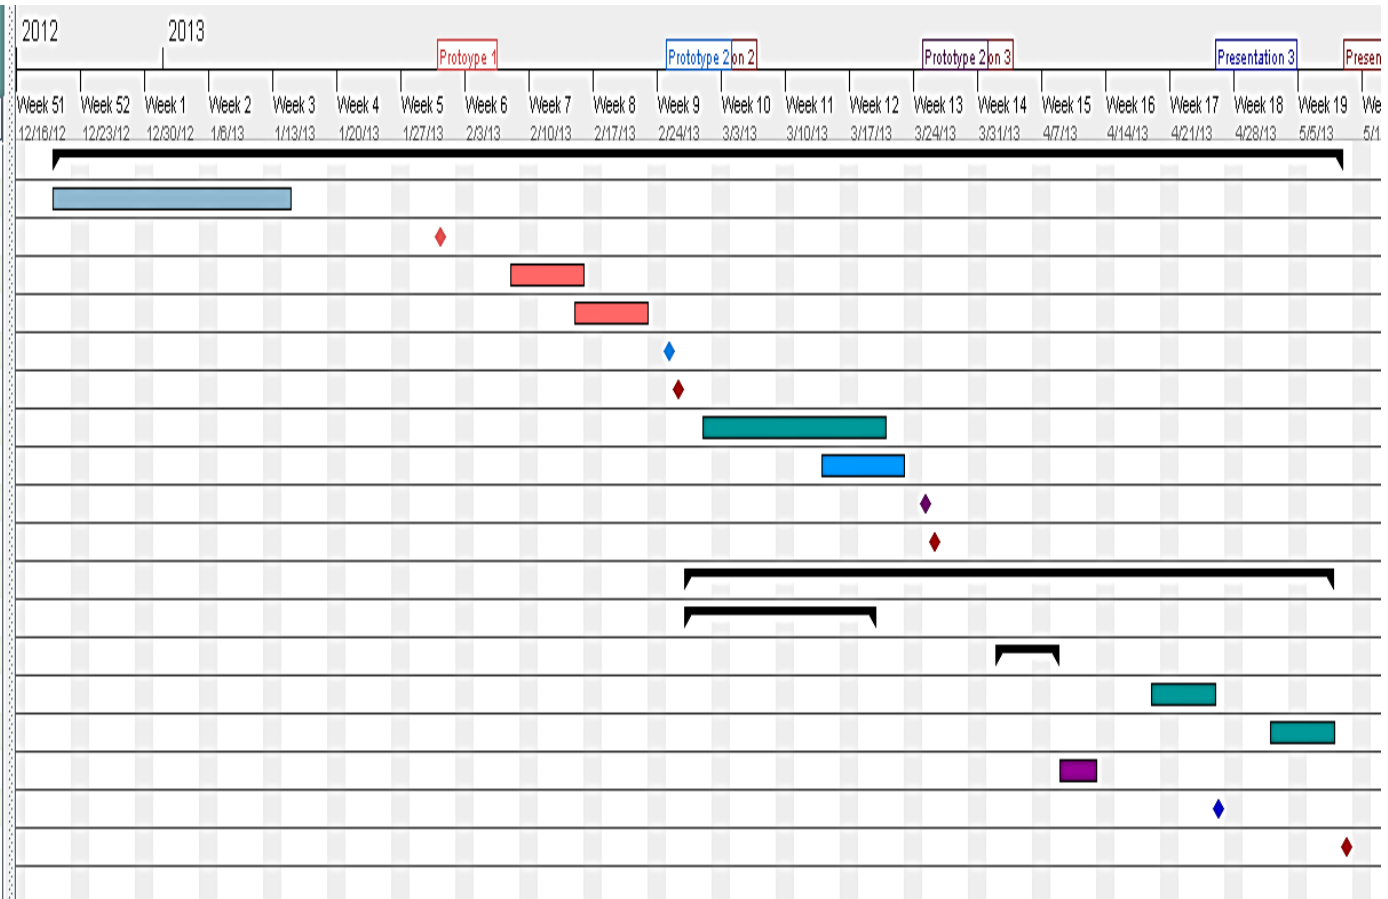 2012 2013
Protoype 1 Prototype 2 on 2 Prototype 2 on 3 Presentation 3 Presen
Week 51 Week 52 Week 1 Week 2 Week 3 Week 4 Week 5 Week 6 Week 7 Week 8 Week 9 Week 10 Week 11 Week 12 Week 13 Week 14 Week 15 Week 16 Week 17 Week 18 Week 19 We
12/16/12 12/23/12 12/30/12 1/6/13 1/13/13 1/20/13 1/27/13 2/3/13 2/10/13 2/17/13 2/24/13 3/3/13 3/10/13 3/17/13 3/24/13 3/31/13 4/7/13 4/14/13 4/21/13 4/28/13 5/5/13 5/1